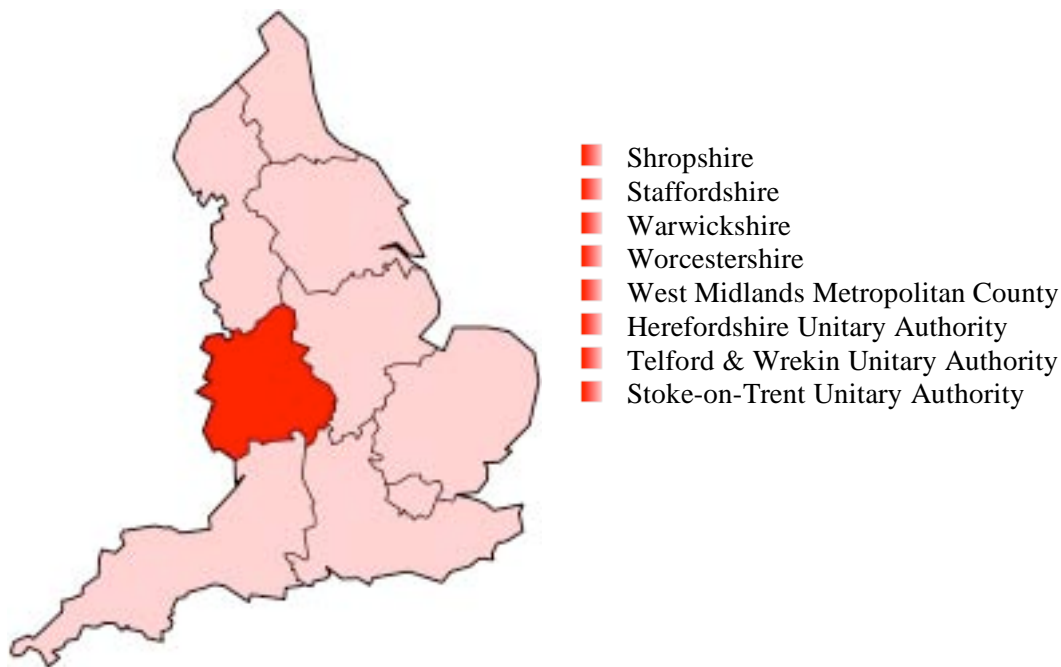 Shropshire
Staffordshire
Warwickshire
Worcestershire
West Midlands Metropolitan County
Herefordshire Unitary Authority
Telford & Wrekin Unitary Authority
Stoke-on-Trent Unitary Authority